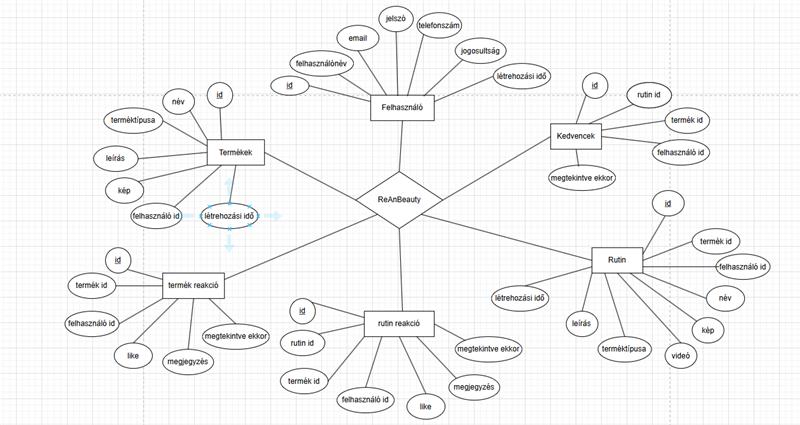 jelszó
telefonszám
email
jogosultság
felhasználónév
létrehozási idő
id
Felhasználó
id
rutin id
termék id
felhasználó id
megtekintve ekkor
Kedvencek
id
név
terméktípusa
leírás
kép
felhasználó id
létrehozási idő
Termékek
ReAnBeauty
id
termék id
felhasználó id
like
megjegyzés
megtekintve ekkor
termék reakció
id
rutin id
termék id
felhasználó id
like
megjegyzés
megtekintve ekkor
rutin reakció
id
termék id
felhasználó id
név
kép
videó
terméktípusa
leírás
létrehozási idő
Rutin